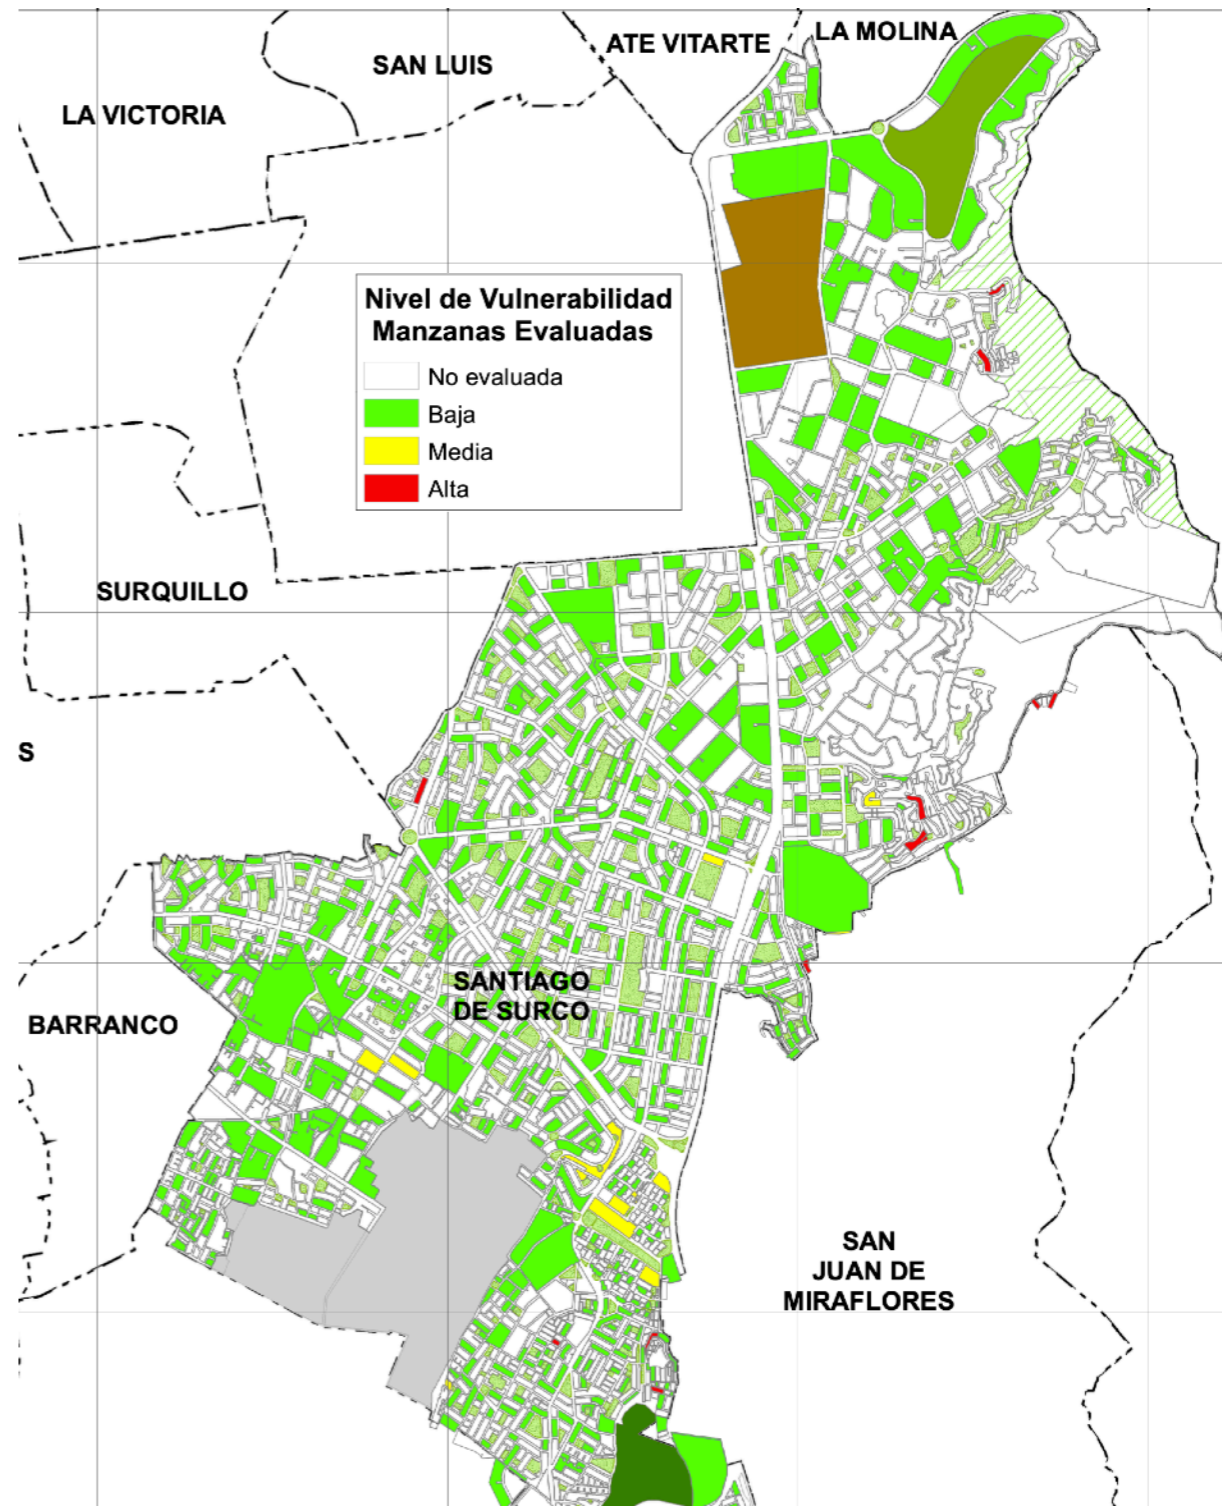 LA MOLINA
ATE VITARTE
SAN LUIS
LA VICTORIA
Nivel de Vulnerabilidad
Manzanas Evaluadas
No evaluada
Baja
Media
Alta
SURQUILLO
S
SANTIAGO
DE SURCO
BARRANCO
SAN
JUAN DE
MIRAFLORES